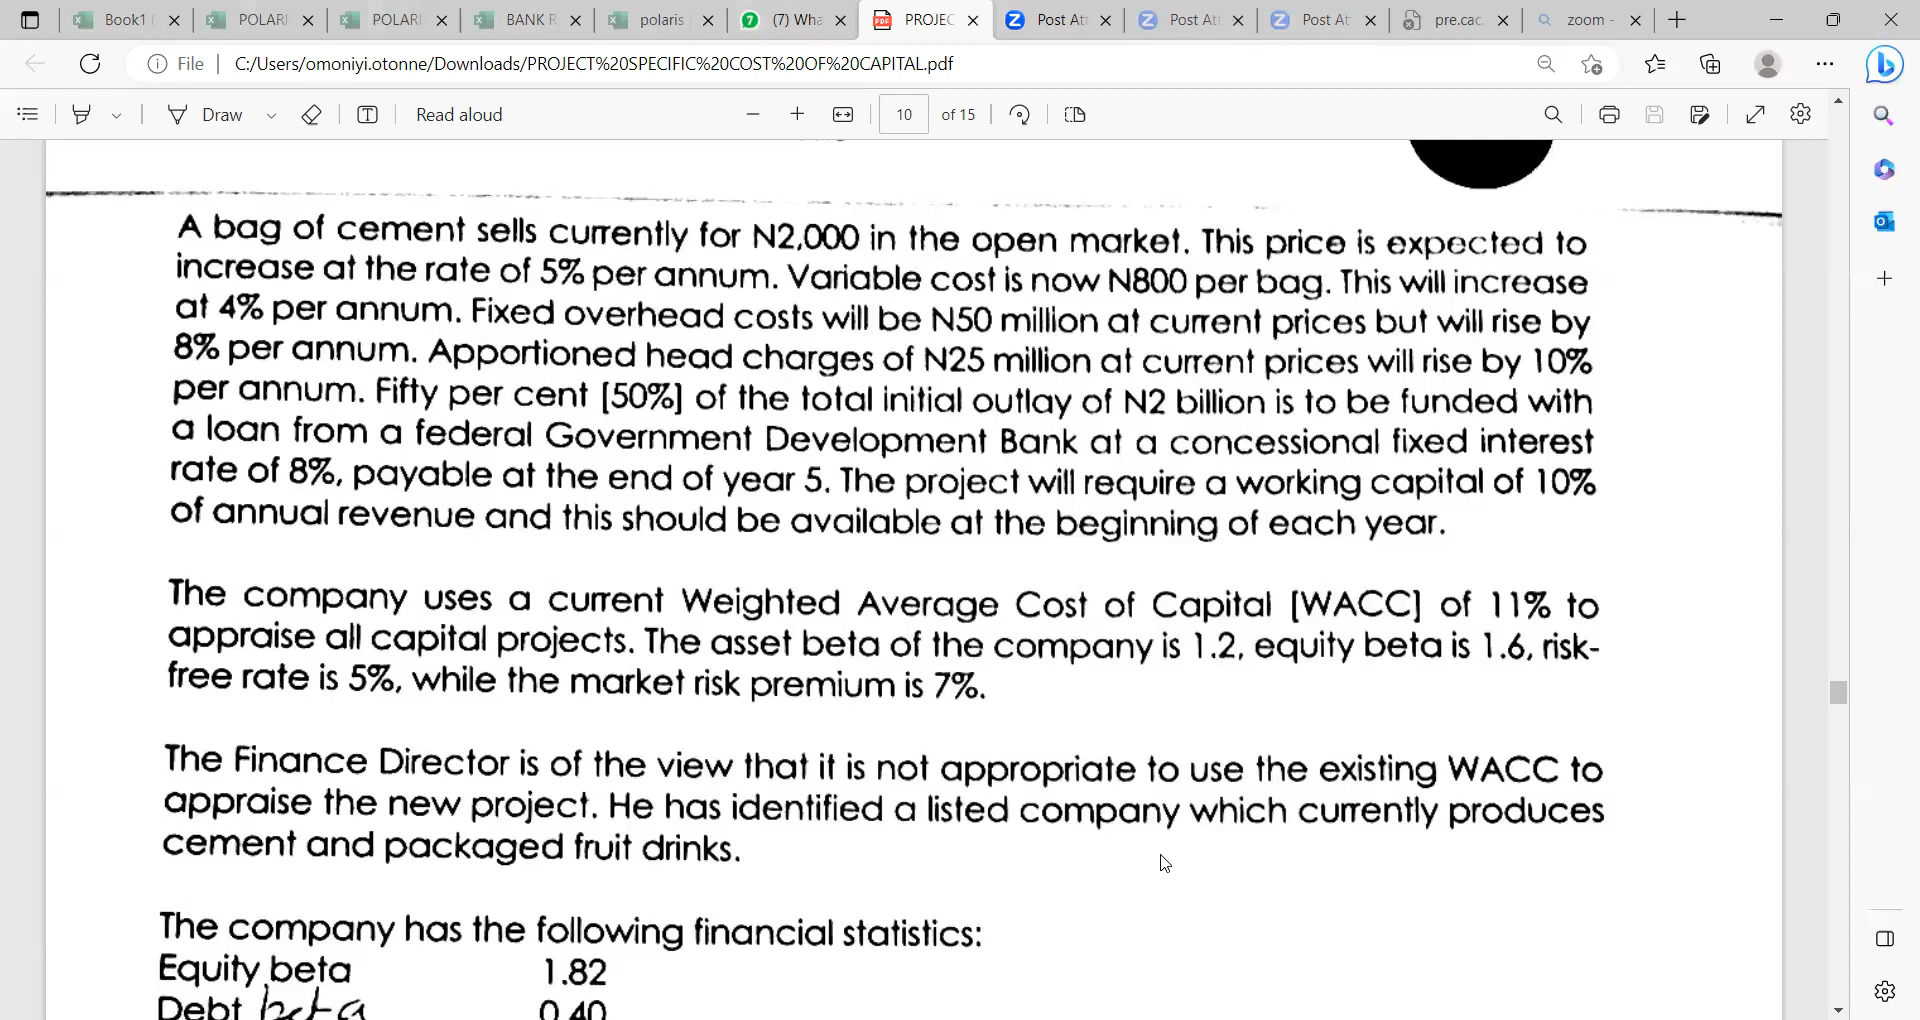 Book1
POLARI
POLARI
BANK R
polaris
(7) Wha
PROJEC
Post Att
Post Att
Post At
pre.cac.
zoom -
File
C:/Users/omoniyi.otonne/Downloads/PROJECT%20SPECIFIC%20COST%20OF%20CAPITAL.pdf
Draw
Read aloud
10
of 15
A bag of cement sells currently for N2,000 in the open market. This price is expected to
increase at the rate of 5% per annum. Variable cost is now N800 per bag. This will increase
at 4% per annum. Fixed overhead costs will be N50 million at current prices but will rise by
8% per annum. Apportioned head charges of N25 million at current prices will rise by 10%
per annum. Fifty per cent [50%] of the total initial outlay of N2 billion is to be funded with
a loan from a federal Government Development Bank at a concessional fixed interest
rate of 8%, payable at the end of year 5. The project will require a working capital of 10%
of annual revenue and this should be available at the beginning of each year.
The company uses a current Weighted Average Cost of Capital [WACC] of 11% to
appraise all capital projects. The asset beta of the company is 1.2, equity beta is 1.6, risk-
free rate is 5%, while the market risk premium is 7%.
The Finance Director is of the view that it is not appropriate to use the existing WACC to
appraise the new project. He has identified a listed company which currently produces
cement and packaged fruit drinks.
The company has the following financial statistics:
Equity beta 1.82
Debt beta 0.40